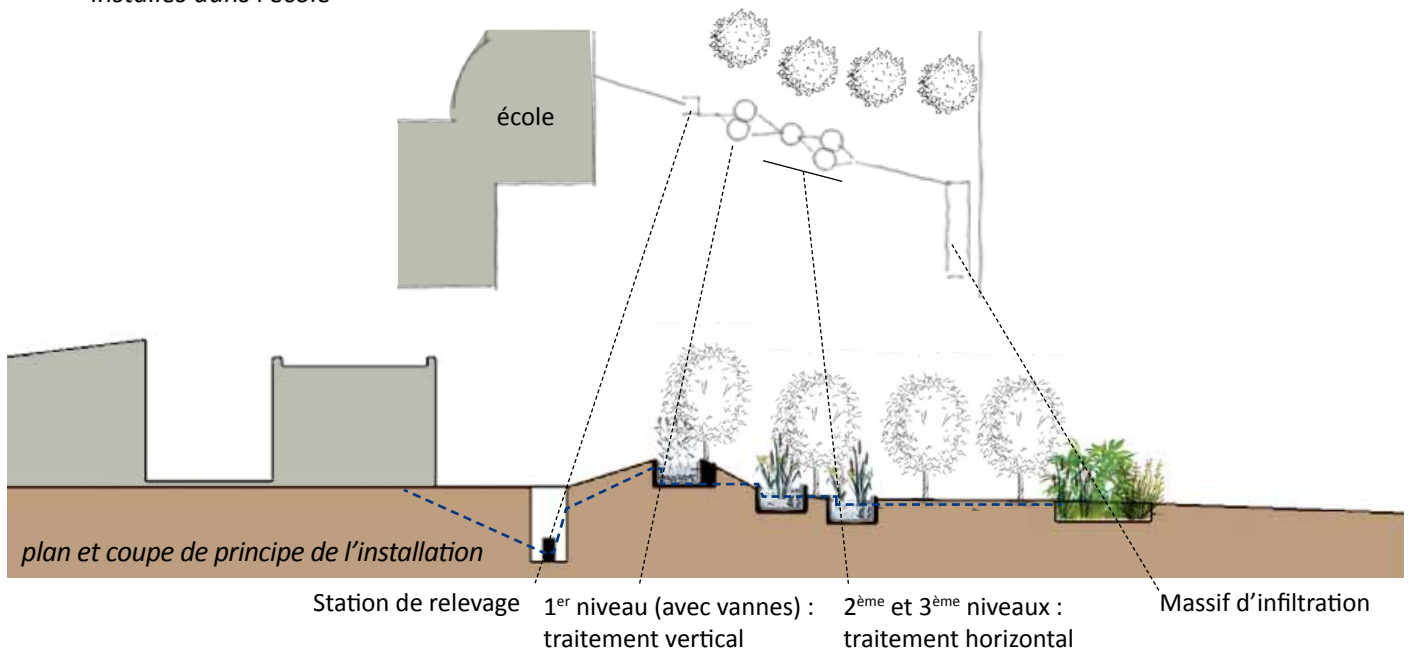 installés dans l'école
école
plan et coupe de principe de l'installation
Station de relevage
1er niveau (avec vannes) :
traitement vertical
2ème et 3ème niveaux :
traitement horizontal
Massif d'infiltration